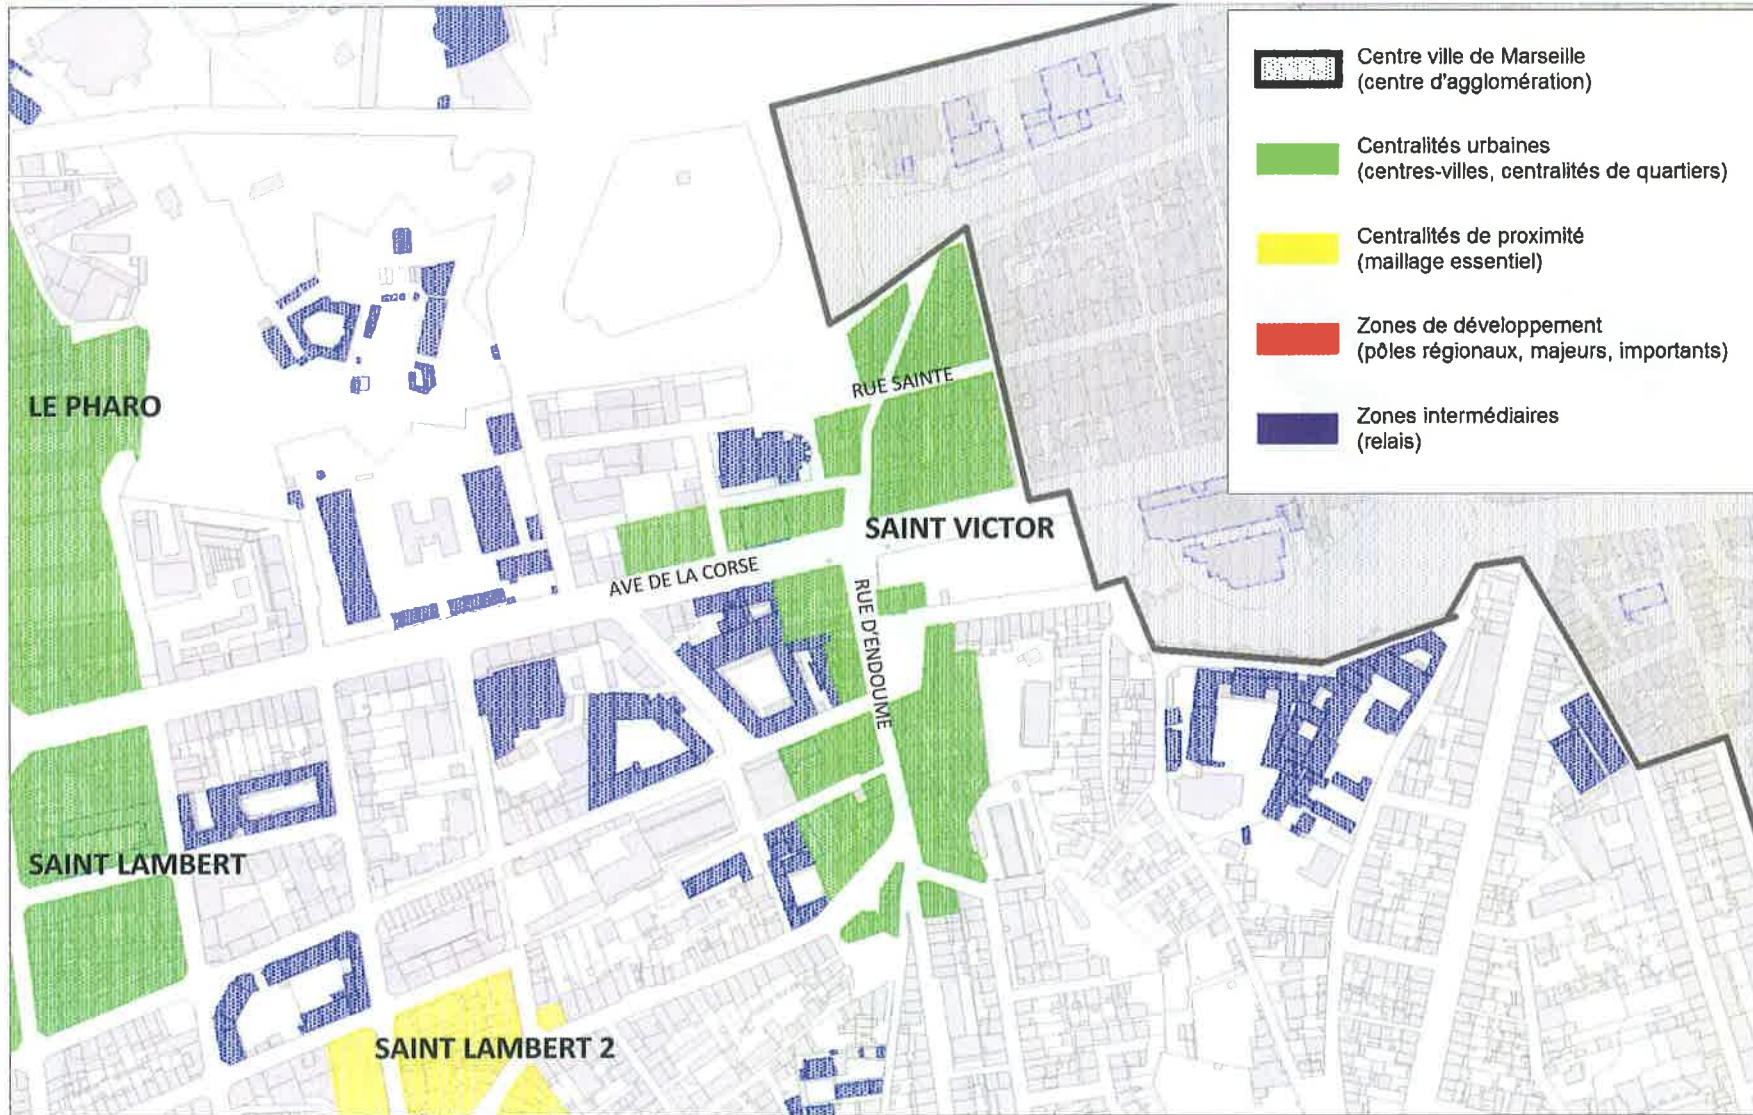 Centre ville de Marseille
(centre d'agglomération)
Centralités urbaines
(centres-villes, centralités de quartiers)
Centralités de proximité
(maillage essentiel)
Zones de développement
(pôles régionaux, majeurs, importants)
Zones intermédiaires
(relais)
LE PHARO
RUE SAINTE
SAINT VICTOR
AVE DE LA CORSE
RUE D'ENDOUME
SAINT LAMBERT
SAINT LAMBERT 2